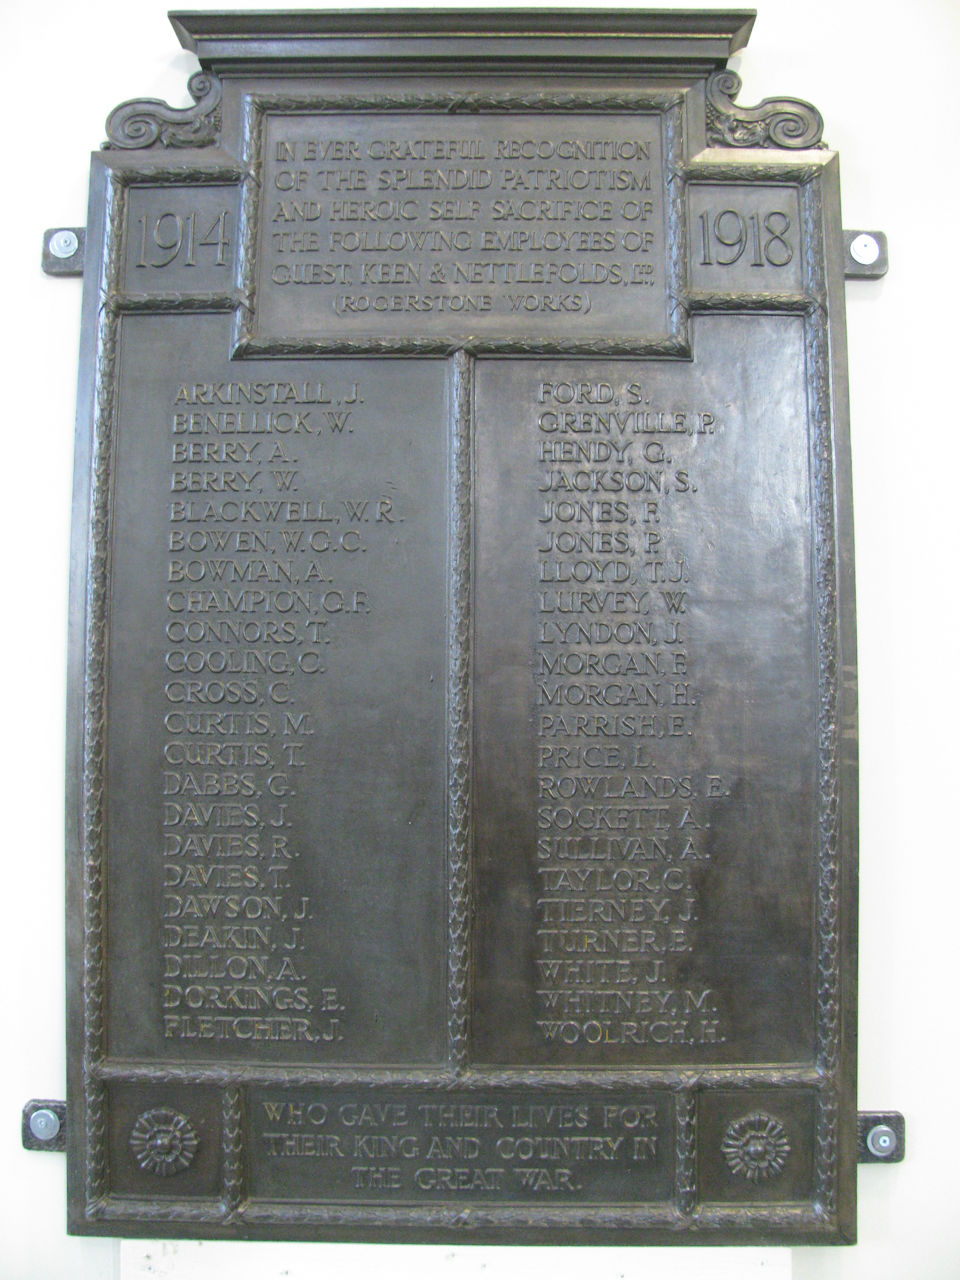 IN EVER GRATEFUL RECOGNITION
OF THE SPLENDID PATRIOTISM
AND HEROIC SELF SACRIFICE OF
THE FOLLOWING EMPLOYEES OF
GUEST, KEEN & NETTLEFOLDS, LTD.,
(ROGERSTONE WORKS)
1914
1918
ARKINSTALL, J.
BENELLICK, W.
BERRY, A.
BERRY, W.
BLACKWELL, W.R.
BOWEN, W.G.C.
BOWMAN, A.
CHAMPION, G.F.
CONNORS, T.
COOLING, C.
CROSS, C.
CURTIS, M.
CURTIS, T.
DABBS, G.
DAVIES, J.
DAVIES, R.
DAVIES, T.
DAWSON, J.
DEAKIN, J.
DILLON, A.
DORKINGS, E.
FLETCHER, J.
FORD, S.
GRENVILLE, P.
HENDY, G.
JACKSON, S.
JONES, F.
JONES, P.
LLOYD, T.J.
LURVEY, W.
LYNDON, J.
MORGAN, F.
MORGAN, H.
PARRISH, E.
PRICE, L.
ROWLANDS, E.
SOCKETT, A.
SULLIVAN, A.
TAYLOR, C.
TIERNEY, J.
TURNER, E.
WHITE, J.
WHITNEY, M.
WOOLRICH, H.
WHO GAVE THEIR LIVES FOR
THEIR KING AND COUNTRY IN
THE GREAT WAR.